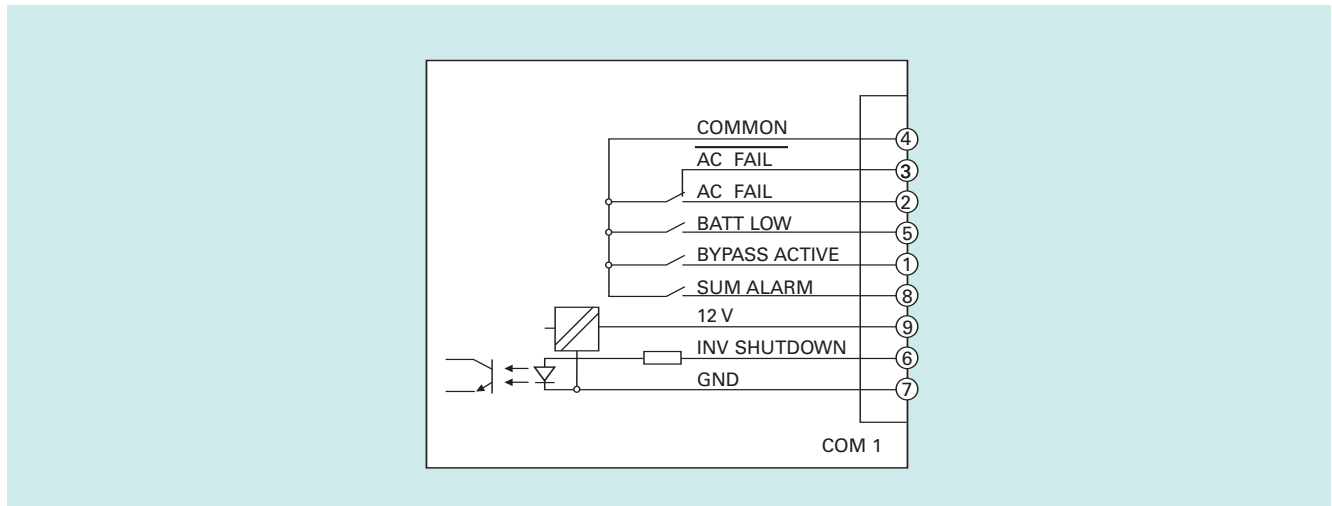 COMMON 4
AC FAIL 3
AC FAIL 2
BATT LOW 5
BYPASS ACTIVE 1
SUM ALARM 8
12 V 9
INV SHUTDOWN 6
GND 7
COM 1